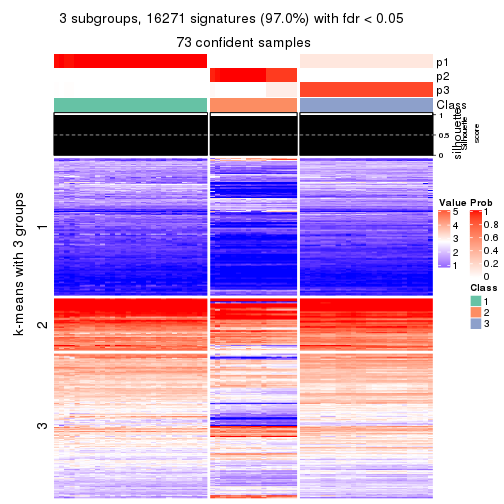 3 subgroups, 16271 signatures (97.0%) with fdr < 0.05
73 confident samples
p1
p2
p3
Class
silhouette
Silhouette
score
1
0.5
0
k-means with 3 groups
1
2
3
Value
5
4
3
2
1
Prob
1
0.8
0.6
0.4
0.2
0
Class
1
2
3